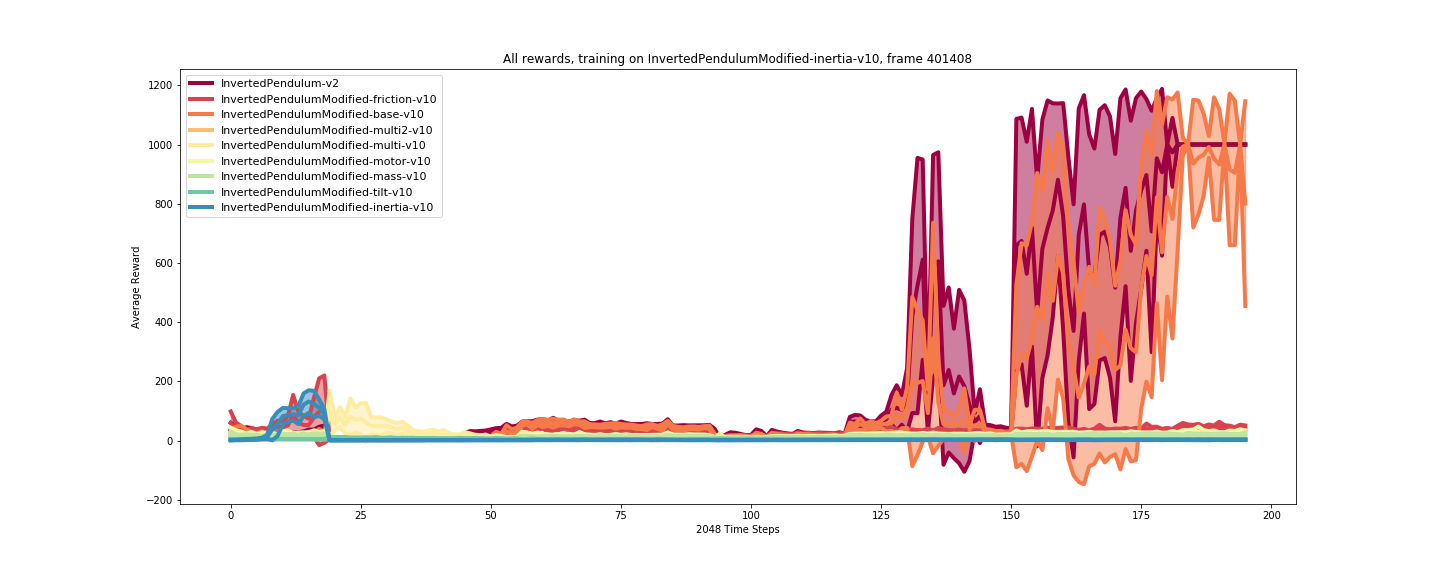 All rewards, training on InvertedPendulumModified-inertia-v10, frame 401408
InvertedPendulum-v2
InvertedPendulumModified-friction-v10
InvertedPendulumModified-base-v10
InvertedPendulumModified-multi2-v10
InvertedPendulumModified-multi-v10
InvertedPendulumModified-motor-v10
InvertedPendulumModified-mass-v10
InvertedPendulumModified-tilt-v10
InvertedPendulumModified-inertia-v10
Average Reward
1200
1000
800
600
400
200
0
−200
0 25 50 75 100 125 150 175 200
2048 Time Steps